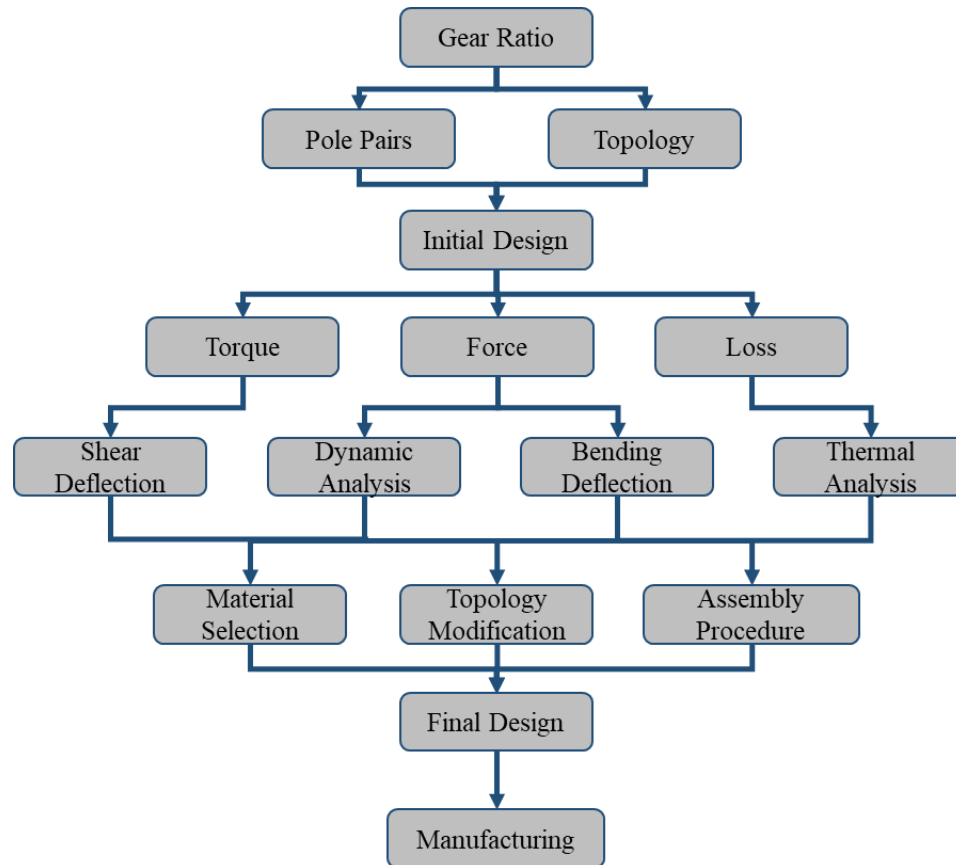 Gear Ratio
Pole Pairs
Topology
Initial Design
Torque
Force
Loss
Shear
Deflection
Dynamic
Analysis
Bending
Deflection
Thermal
Analysis
Material
Selection
Topology
Modification
Assembly
Procedure
Final Design
Manufacturing